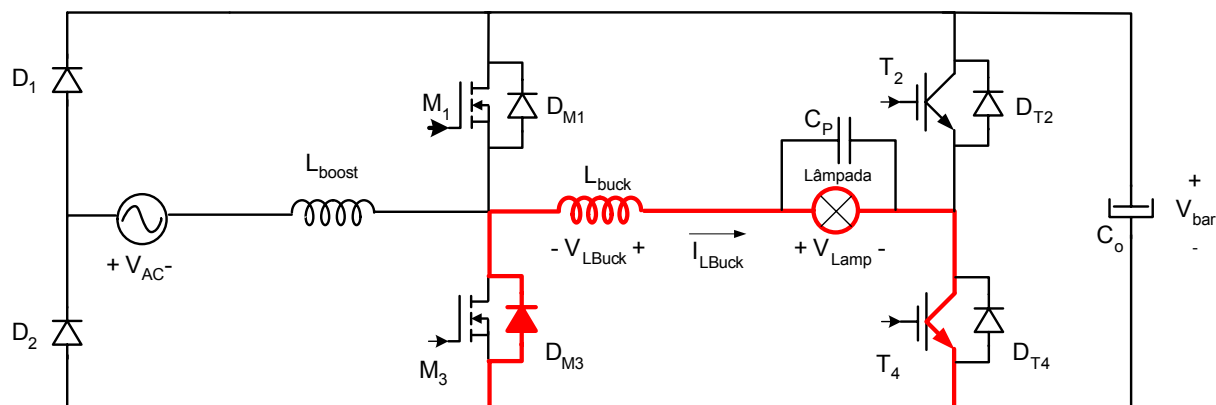 D1
M1
DM1
T2
DT2
CP
Lboost
Lbuck
Lâmpada
+
Vbar
-
Co
+ VAC -
- VLBuck +
ILBuck
+ VLamp -
D2
M3
DM3
T4
DT4